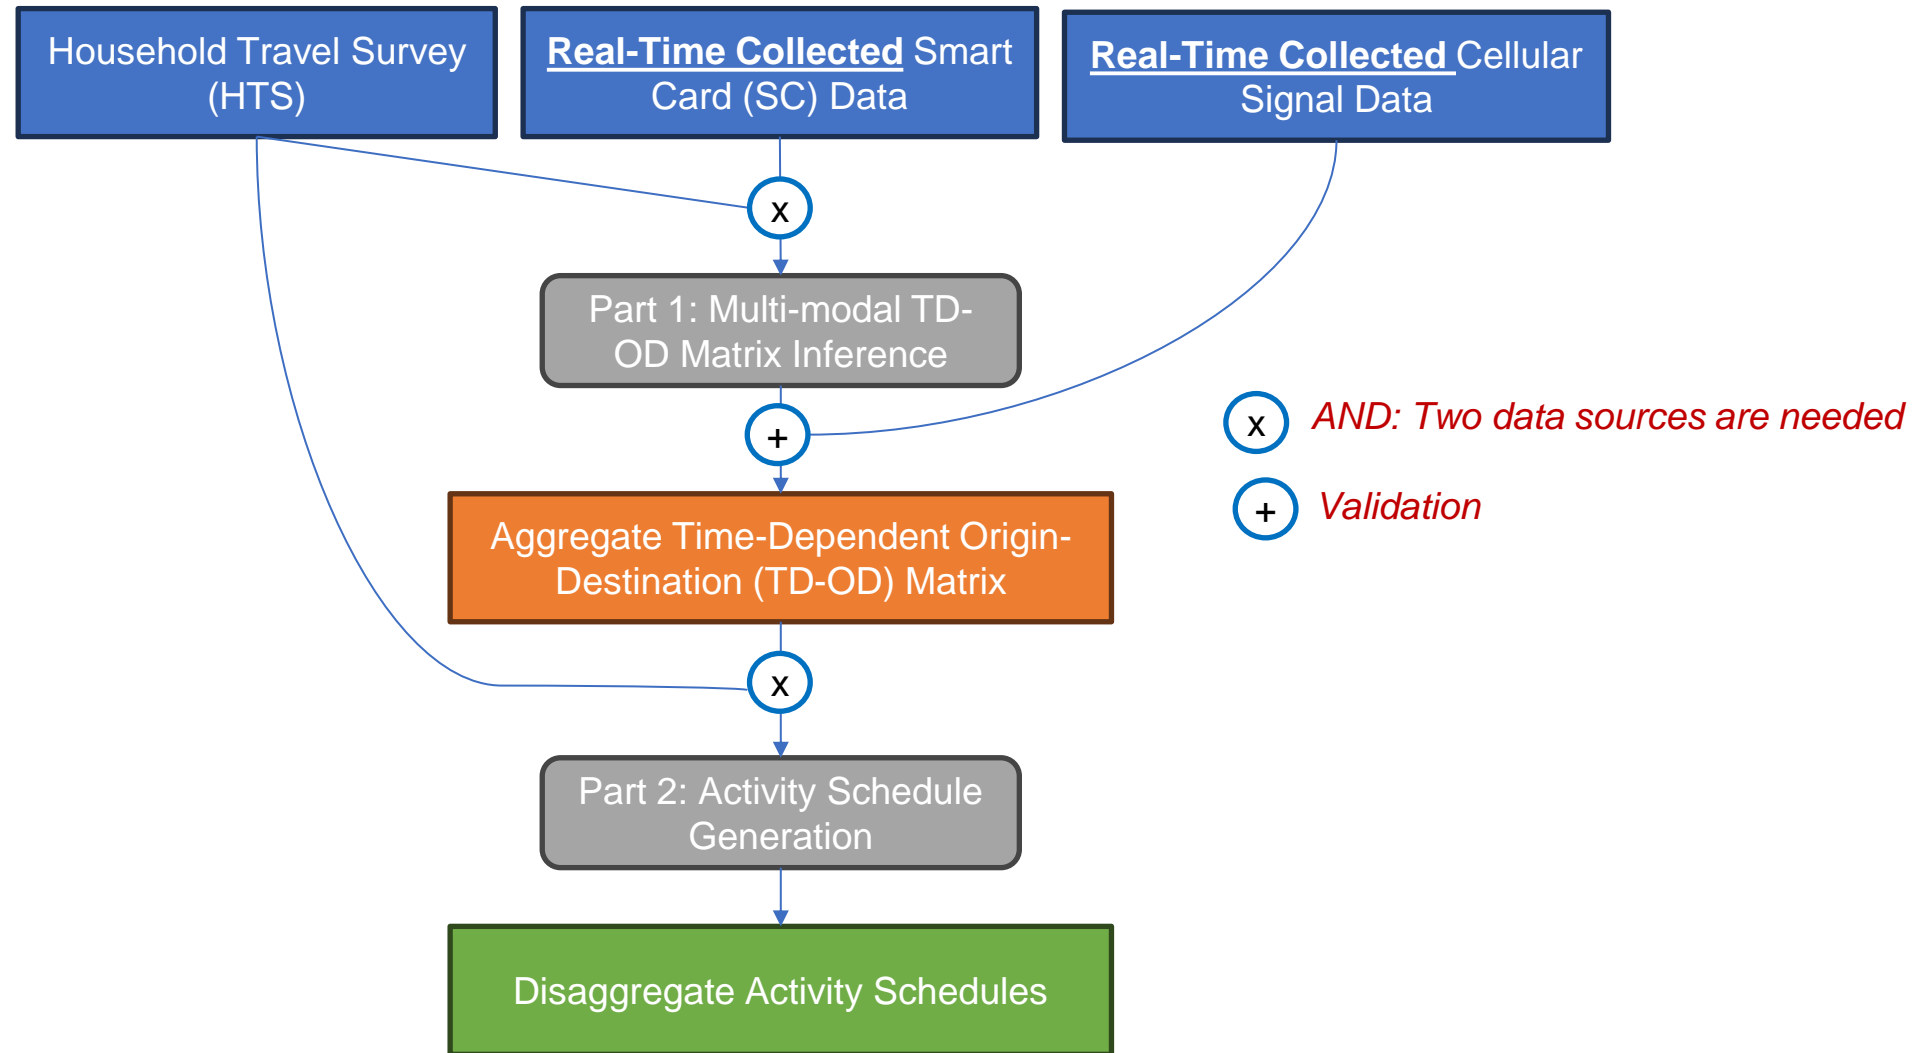 Household Travel Survey
(HTS)
Real-Time Collected Smart
Card (SC) Data
Real-Time Collected Cellular
Signal Data
x
Part 1: Multi-modal TD-
OD Matrix Inference
+
x AND: Two data sources are needed
+ Validation
Aggregate Time-Dependent Origin-
Destination (TD-OD) Matrix
x
Part 2: Activity Schedule
Generation
Disaggregate Activity Schedules